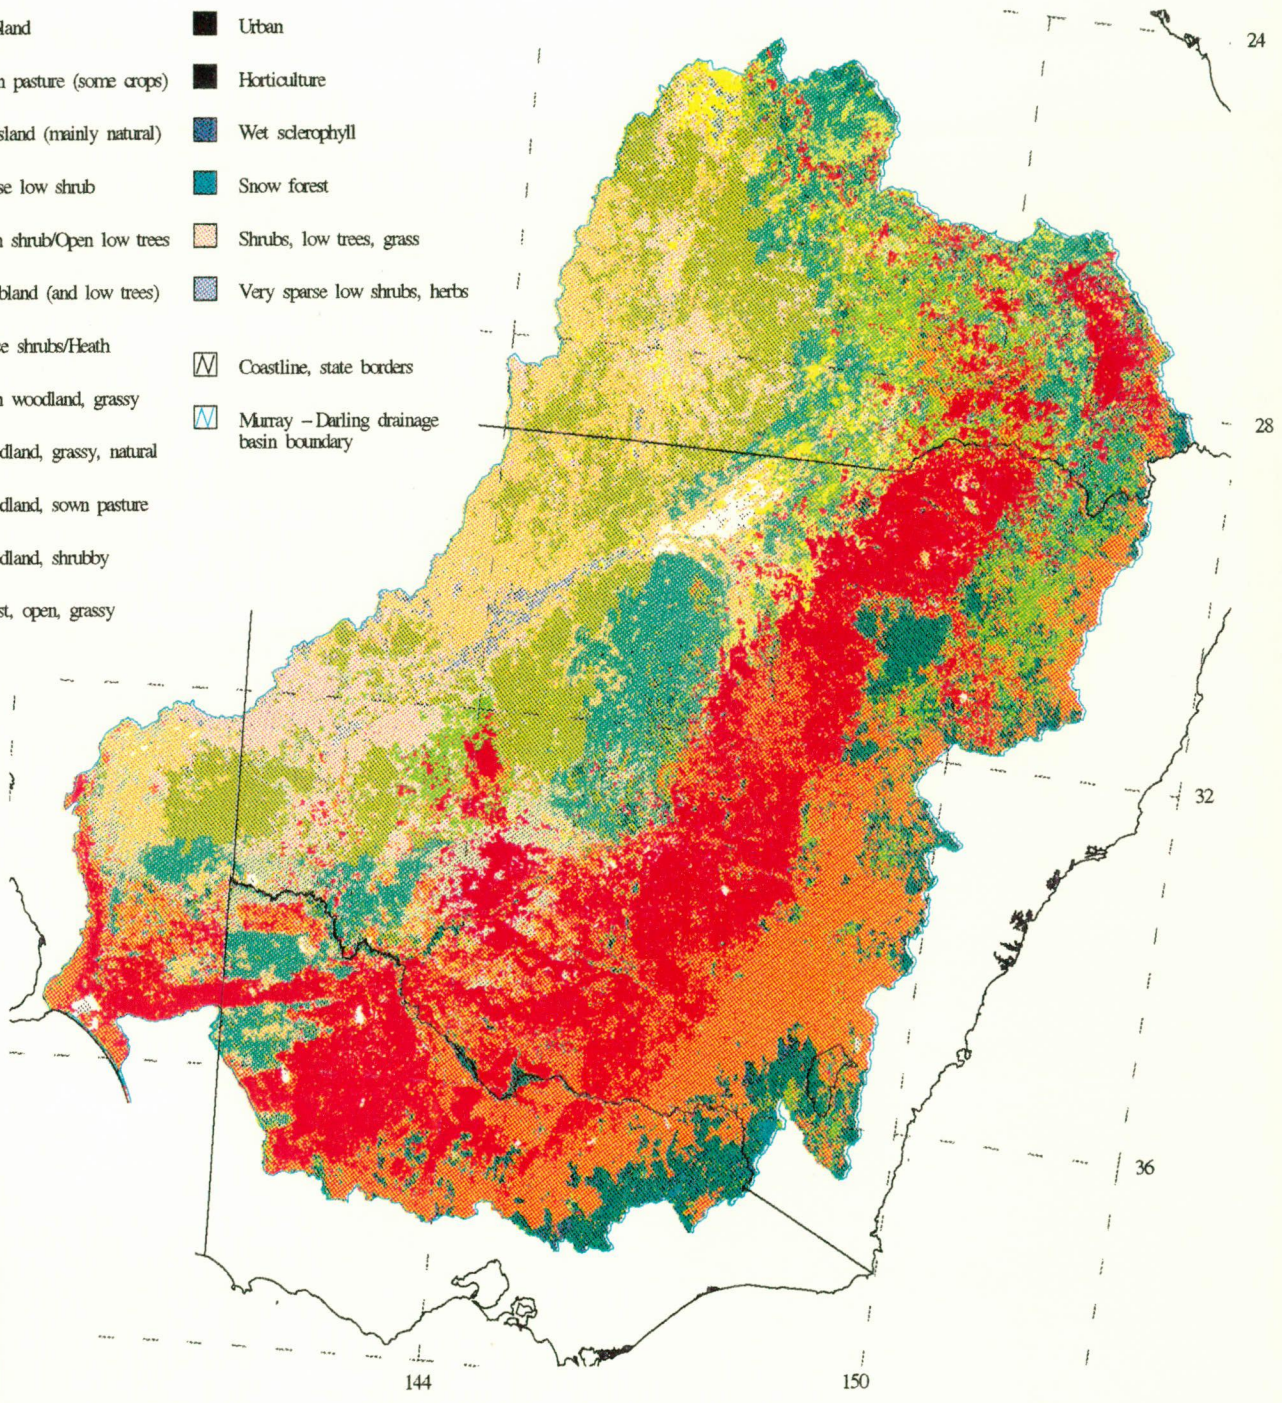 land
n pasture (some crops)
sland (mainly natural)
se low shrub
n shrub/Open low trees
bland (and low trees)
e shrubs/Heath
n woodland, grassy
dland, grassy, natural
dland, sown pasture
dland, shrubby
st, open, grassy
Urban
Horticulture
Wet sclerophyll
Snow forest
Shrubs, low trees, grass
Very sparse low shrubs, herbs
Coastline, state borders
Murray – Darling drainage
basin boundary
24
28
32
36
144
150